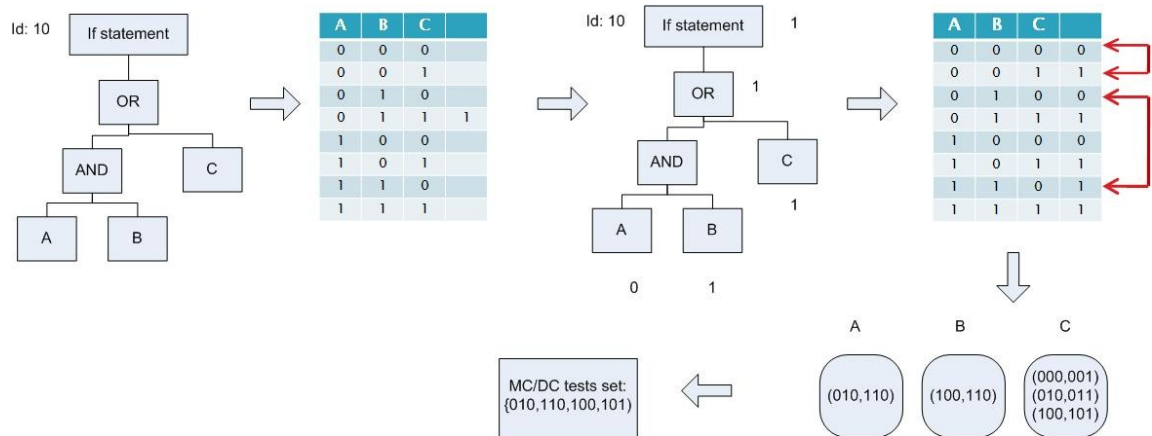 Id: 10
If statement
OR
AND
C
A
B
A B C
0 0 0
0 0 1
0 1 0
0 1 1 1
1 0 0
1 0 1
1 1 0
1 1 1
Id: 10
If statement
1
OR
1
AND
C
1
A
B
0
1
A B C
0 0 0 0
0 0 1 1
0 1 0 0
0 1 1 1
1 0 0 0
1 0 1 1
1 1 0 1
1 1 1 1
A
B
C
(010,110)
(100,110)
(000,001)
(010,011)
(100,101)
MC/DC tests set:
{010,110,100,101)